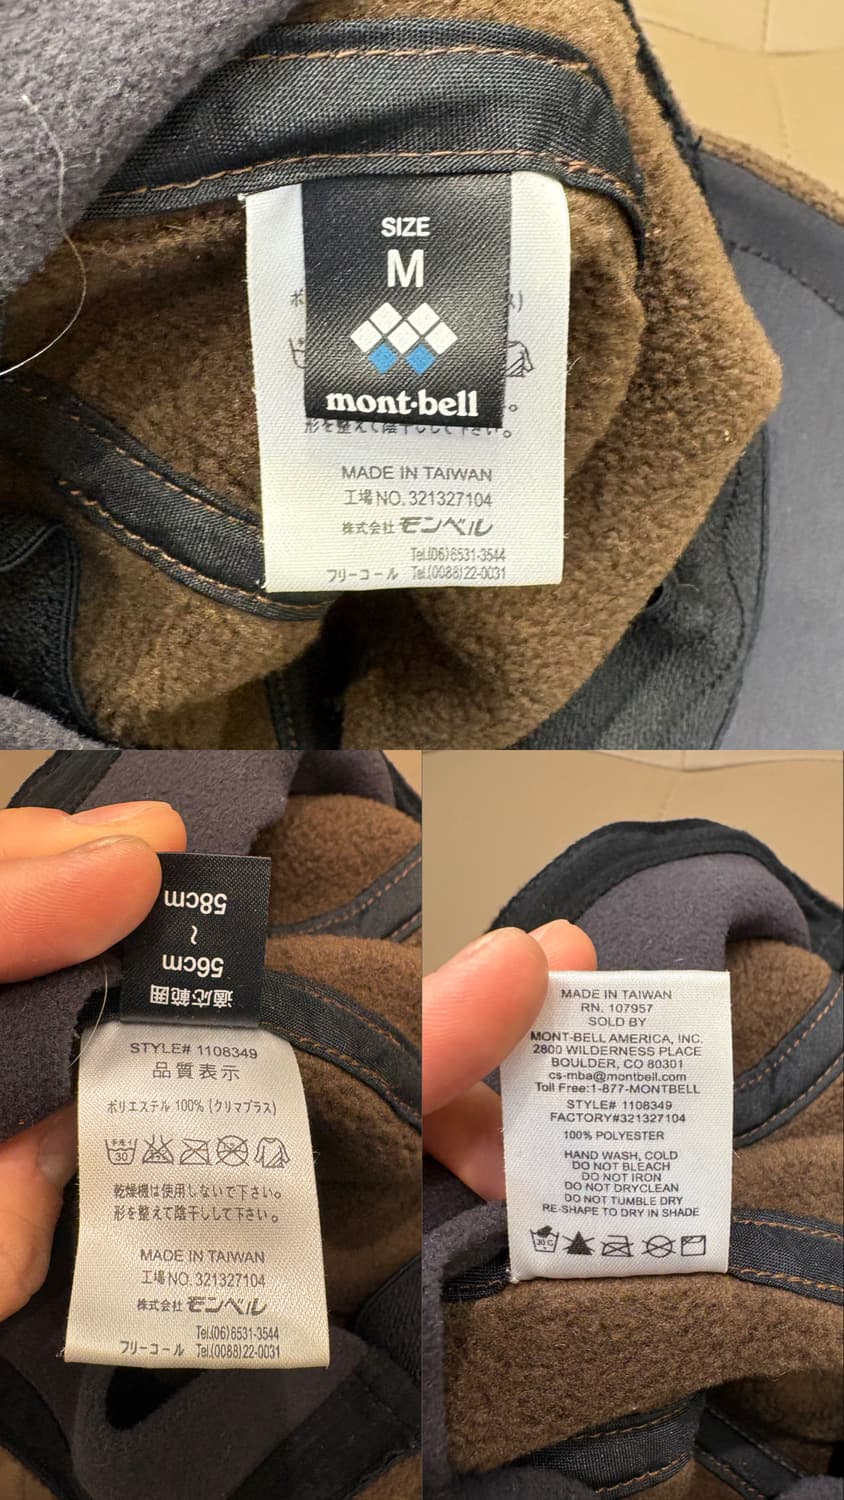 SIZE
M
mont·bell
形を整えて陰干しして下さい。
MADE IN TAIWAN
工場NO. 321327104
株式会社 モンベル
Tel.(06)6531-3544
フリーコール Tel.(0088)22-0031
58cm
~
56cm
適応範囲
STYLE# 1108349
品質表示
ポリエステル 100% (クリマプラス)
手洗イ
30
乾燥機は使用しないで下さい。
形を整えて陰干しして下さい。
MADE IN TAIWAN
工場NO. 321327104
株式会社 モンベル
Tel.(06)6531-3544
フリーコール Tel.(0088)22-0031
MADE IN TAIWAN
RN. 107957
SOLD BY
MONT-BELL AMERICA, INC.
2800 WILDERNESS PLACE
BOULDER, CO 80301
cs-mba@montbell.com
Toll Free:1-877-MONTBELL
STYLE# 1108349
FACTORY#321327104
100% POLYESTER
HAND WASH, COLD
DO NOT BLEACH
DO NOT IRON
DO NOT DRYCLEAN
DO NOT TUMBLE DRY
RE-SHAPE TO DRY IN SHADE
30 C